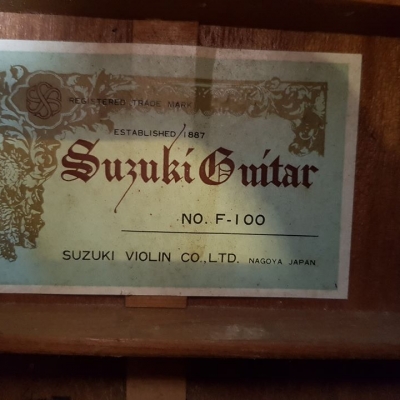 REGISTERED TRADE MARK
ESTABLISHED 1887
Suzuki Guitar
NO. F-100
SUZUKI VIOLIN CO.,LTD. NAGOYA JAPAN.